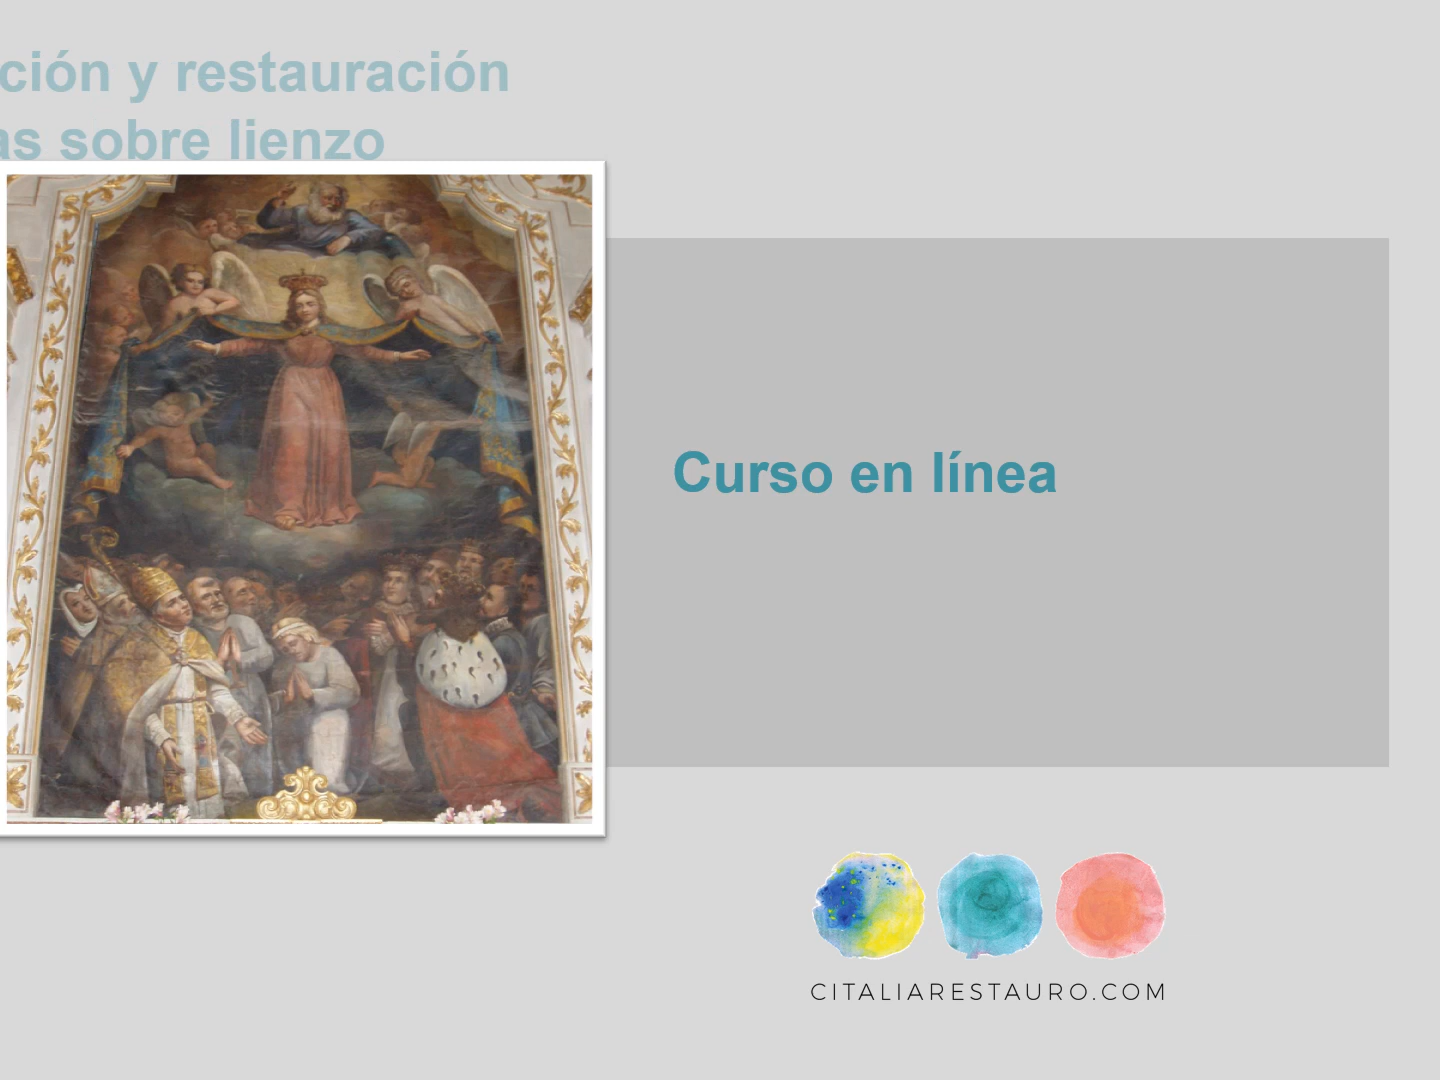 ción y restauración
as sobre lienzo
Curso en línea
CITALIARESTAURO.COM